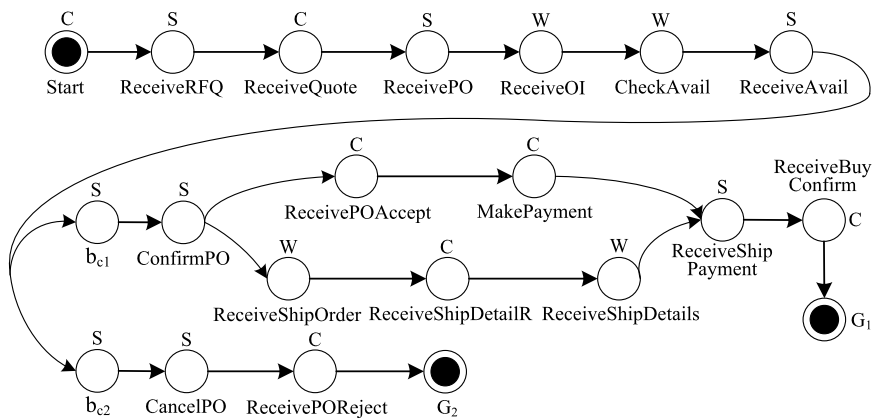 C S C S W W S
Start ReceiveRFQ ReceiveQuote ReceivePO ReceiveOI CheckAvail ReceiveAvail
C C ReceiveBuy
Confirm
S S S C
ReceivePOAccept MakePayment
b_c1 ConfirmPO W C W ReceiveShip
Payment
ReceiveShipOrder ReceiveShipDetailR ReceiveShipDetails G_1
S S C
b_c2 CancelPO ReceivePOReject G_2